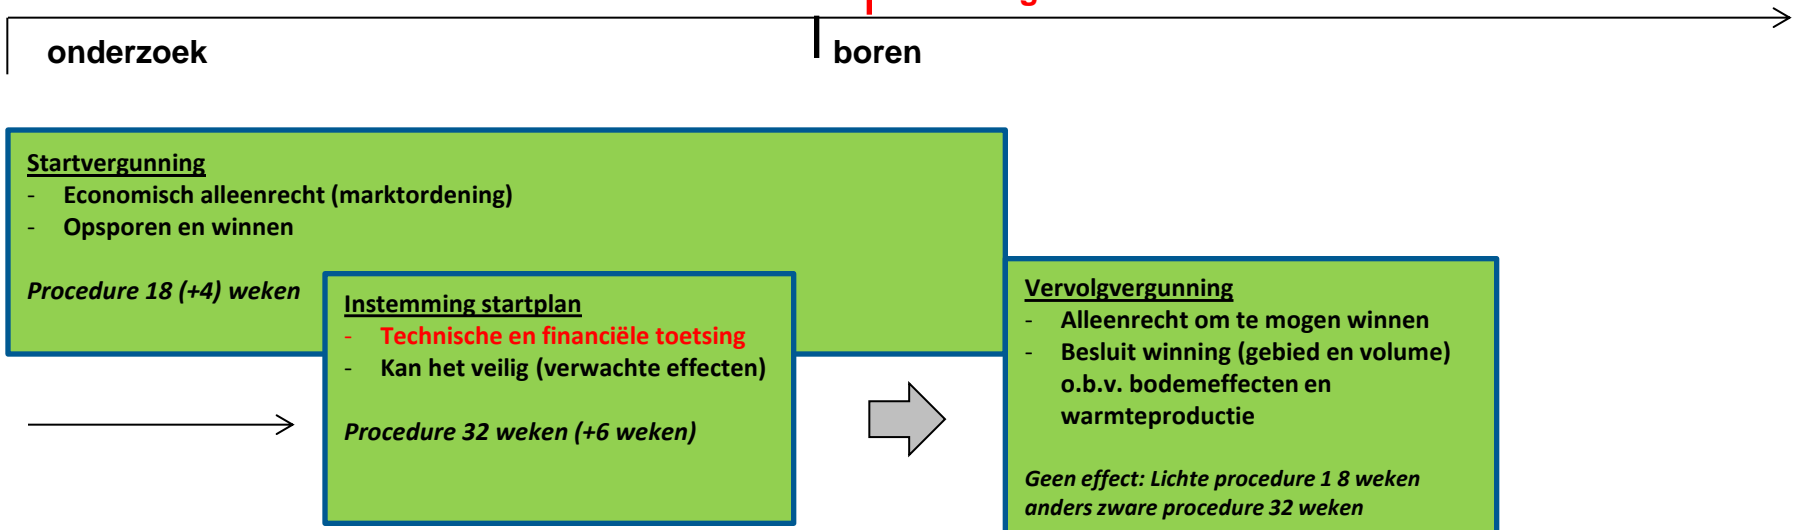 onderzoek
boren
Startvergunning
- Economisch alleenrecht (marktordening)
- Opsporen en winnen
Procedure 18 (+4) weken
Instemming startplan
- Technische en financiële toetsing
- Kan het veilig (verwachte effecten)
Procedure 32 weken (+6 weken)
Vervolgvergunning
- Alleenrecht om te mogen winnen
- Besluit winning (gebied en volume)
o.b.v. bodemeffecten en
warmteproductie
Geen effect: Lichte procedure 1 8 weken
anders zware procedure 32 weken